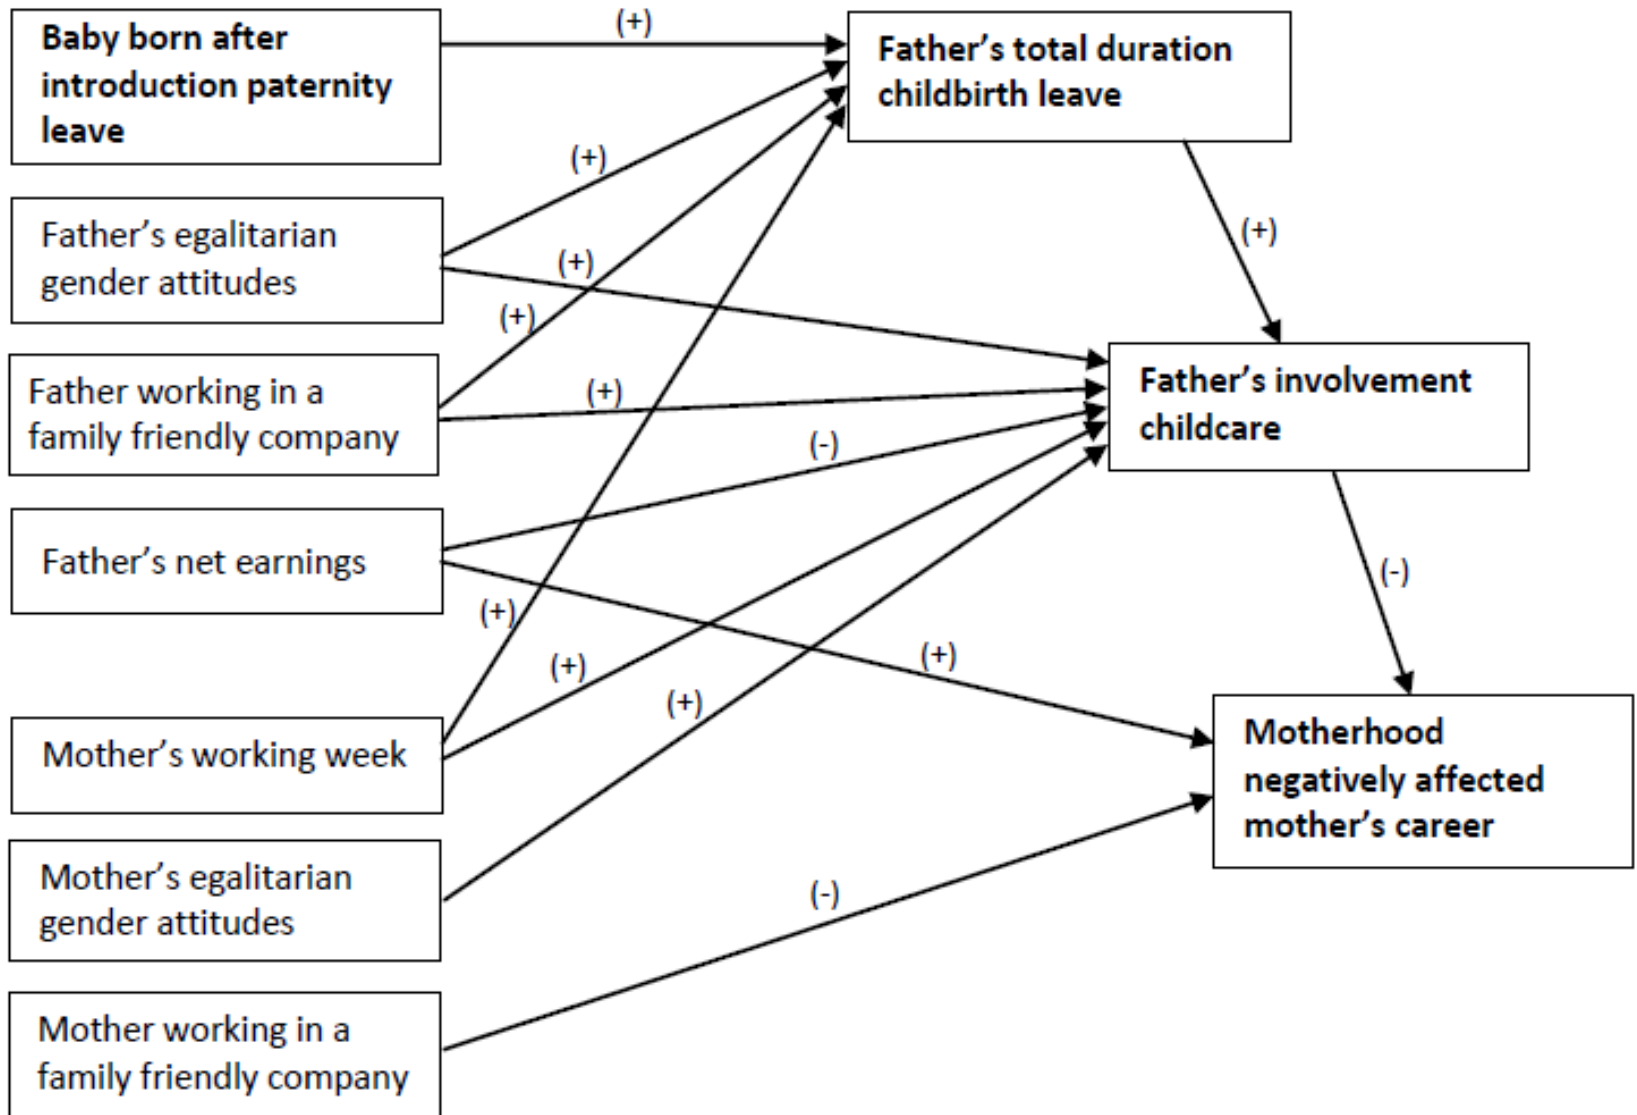 Baby born after
introduction paternity
leave
(+)
Father's total duration
childbirth leave
(+)
Father's egalitarian
gender attitudes
(+)
(+)
(+)
Father working in a
family friendly company
(+)
Father's involvement
childcare
(-)
Father's net earnings
(-)
(+)
(+)
(+)
(+)
Mother's working week
Motherhood
negatively affected
mother's career
Mother's egalitarian
gender attitudes
(-)
Mother working in a
family friendly company